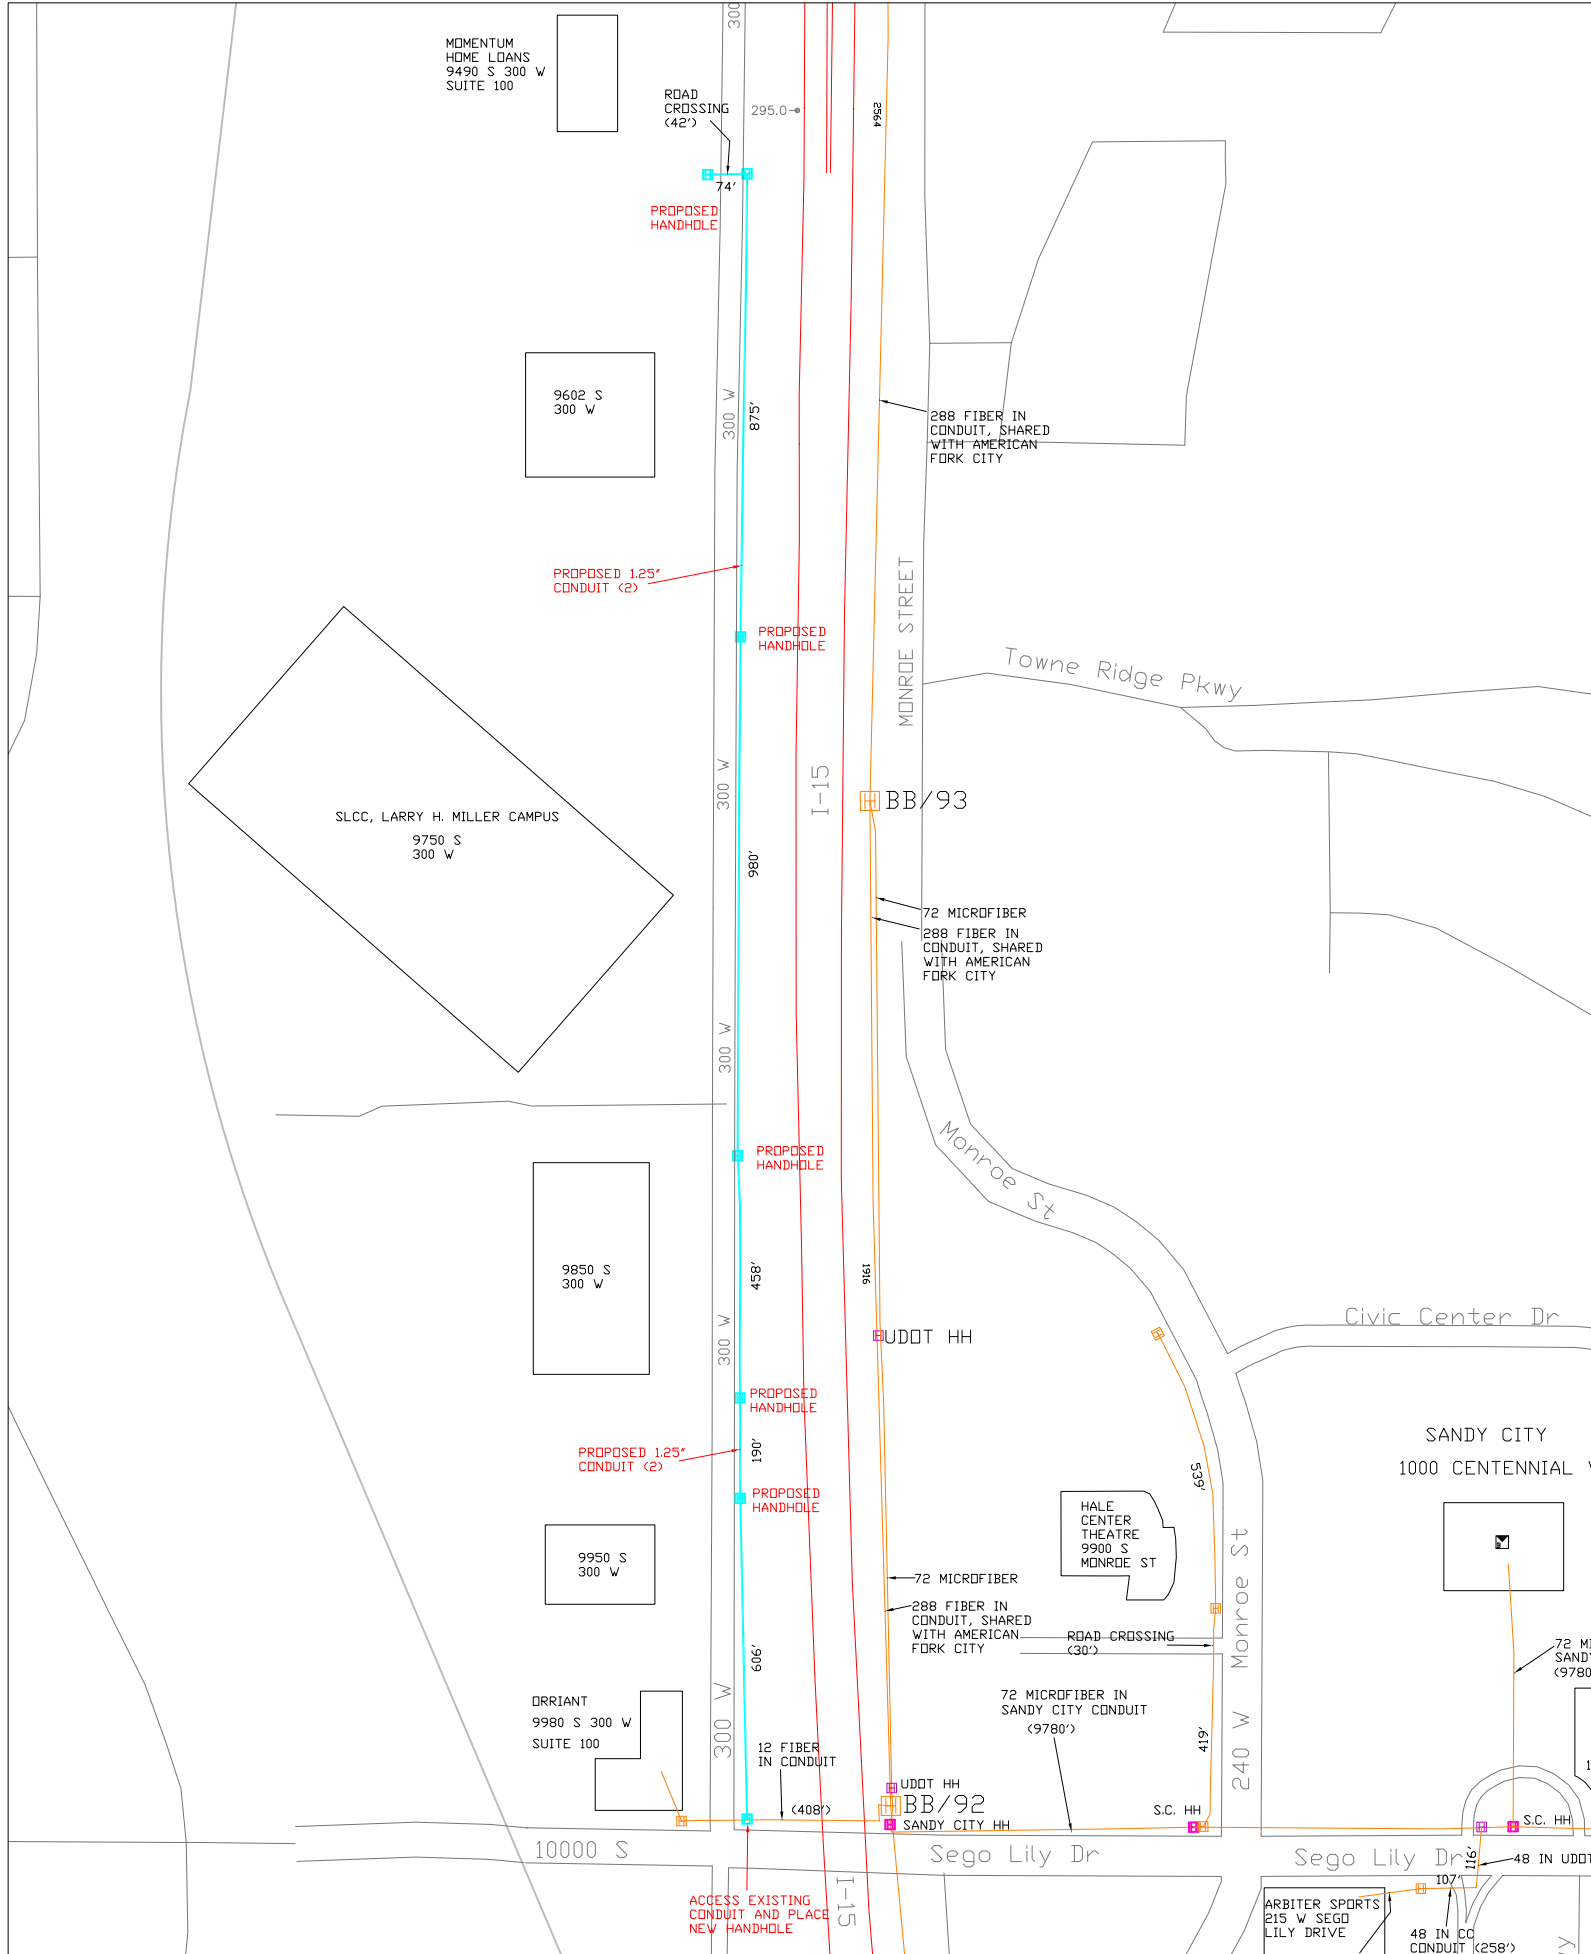 MOMENTUM
HOME LOANS
9490 S 300 W
SUITE 100
300
ROAD
CROSSING
(42')
295.0
2564
74'
PROPOSED
HANDHOLE
9602 S
300 W
300 W
875'
288 FIBER IN
CONDUIT, SHARED
WITH AMERICAN
FORK CITY
PROPOSED 1.25"
CONDUIT (2)
PROPOSED
HANDHOLE
MONROE STREET
Towne Ridge Pkwy
300 W
I-15
BB/93
SLCC, LARRY H. MILLER CAMPUS
9750 S
300 W
980'
72 MICROFIBER
288 FIBER IN
CONDUIT, SHARED
WITH AMERICAN
FORK CITY
300 W
Monroe St
PROPOSED
HANDHOLE
9850 S
300 W
458'
1916
300 W
UDOT HH
Civic Center Dr
PROPOSED
HANDHOLE
SANDY CITY
1000 CENTENNIAL
PROPOSED 1.25"
CONDUIT (2)
190'
539'
PROPOSED
HANDHOLE
HALE
CENTER
THEATRE
9900 S
MONROE ST
9950 S
300 W
72 MICROFIBER
288 FIBER IN
CONDUIT, SHARED
WITH AMERICAN
FORK CITY
ROAD CROSSING
(30')
240 W Monroe St
606'
72 MI
SANDY
(9780
ORRIANT
9980 S 300 W
SUITE 100
300 W
72 MICROFIBER IN
SANDY CITY CONDUIT
(9780')
419'
12 FIBER
IN CONDUIT
(408')
UDOT HH
BB/92
SANDY CITY HH
S.C. HH
S.C. HH
10000 S
Sego Lily Dr
Sego Lily Dr
116'
48 IN UDOT
107'
I-15
ACCESS EXISTING
CONDUIT AND PLACE
NEW HANDHOLE
ARBITER SPORTS
215 W SEGO
LILY DRIVE
48 IN CC
CONDUIT (258')